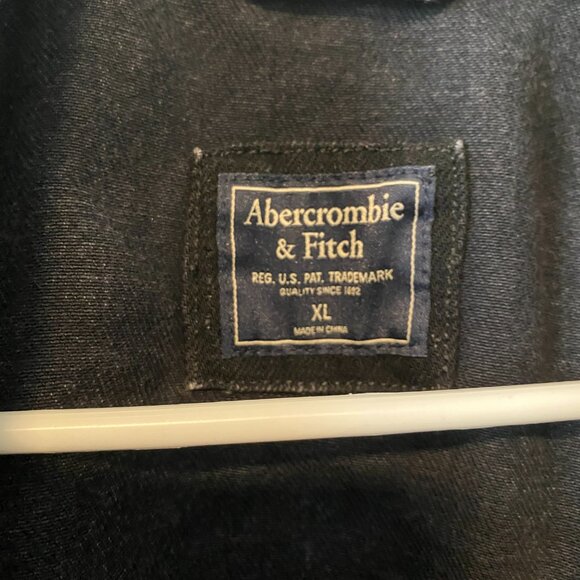 Abercrombie
& Fitch
REG. U.S. PAT. TRADEMARK
QUALITY SINCE 1892
XL
MADE IN CHINA